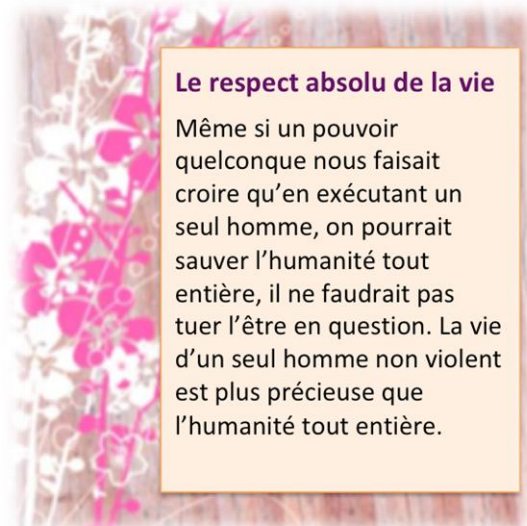 Le respect absolu de la vie
Même si un pouvoir
quelconque nous faisait
croire qu’en exécutant un
seul homme, on pourrait
sauver l’humanité tout
entière, il ne faudrait pas
tuer l’être en question. La vie
d’un seul homme non violent
est plus précieuse que
l’humanité tout entière.